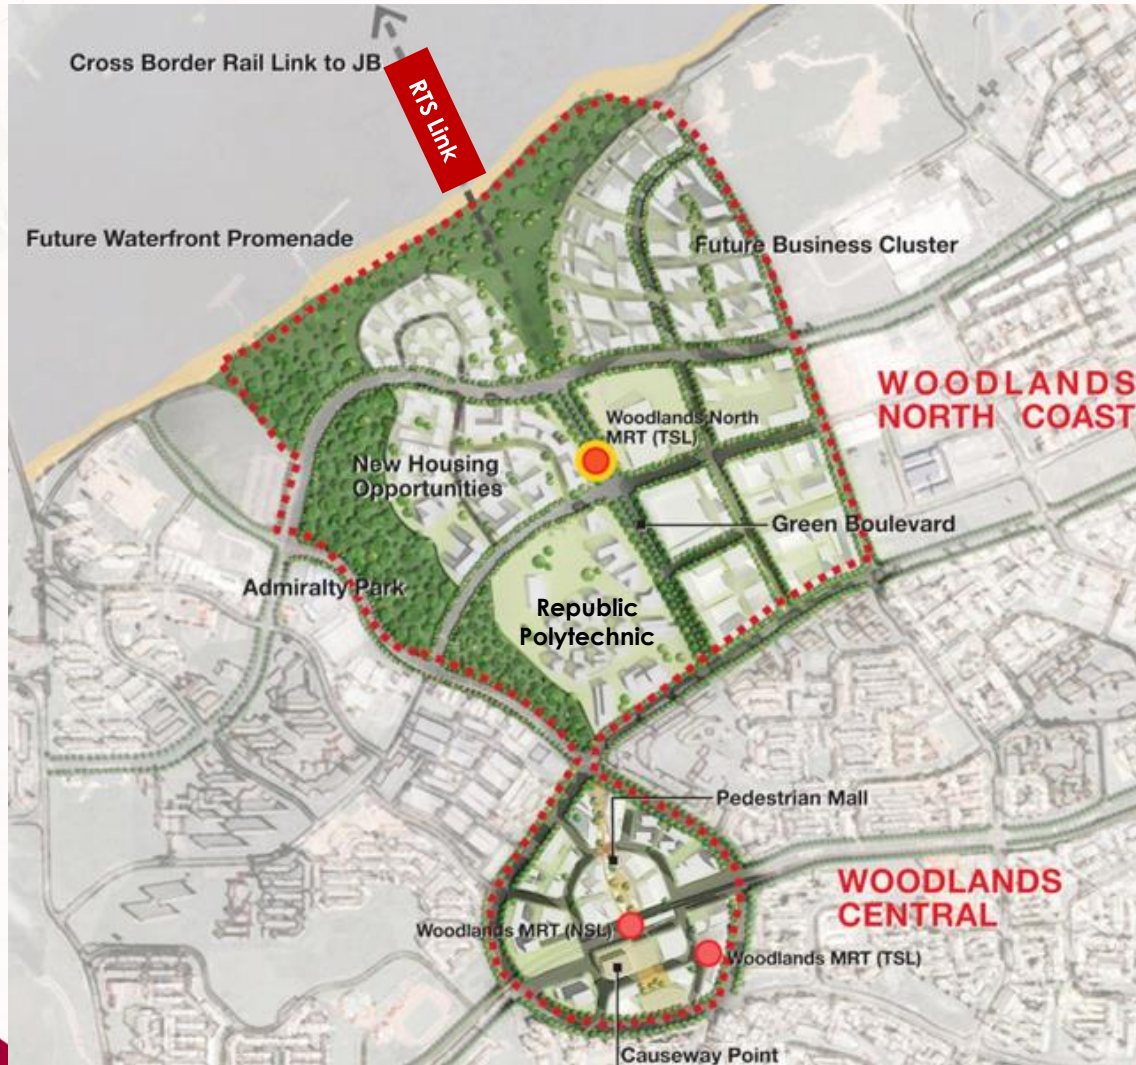 Cross Border Rail Link to JB
RTS Link
Future Waterfront Promenade
Future Business Cluster
WOODLANDS
NORTH COAST
Woodlands North
MRT (TSL)
New Housing
Opportunities
Green Boulevard
Admiralty Park
Republic
Polytechnic
Pedestrian Mall
WOODLANDS
CENTRAL
Woodlands MRT (NSL)
Woodlands MRT (TSL)
Causeway Point